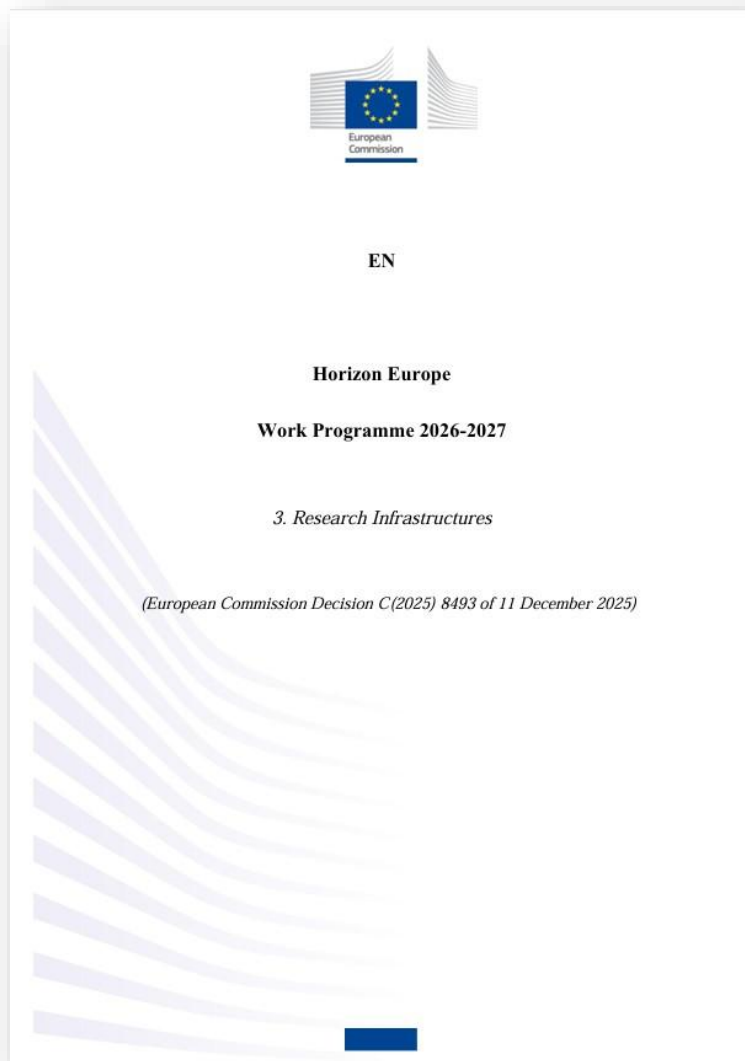 European
Commission
EN
Horizon Europe
Work Programme 2026-2027
3. Research Infrastructures
(European Commission Decision C(2025) 8493 of 11 December 2025)